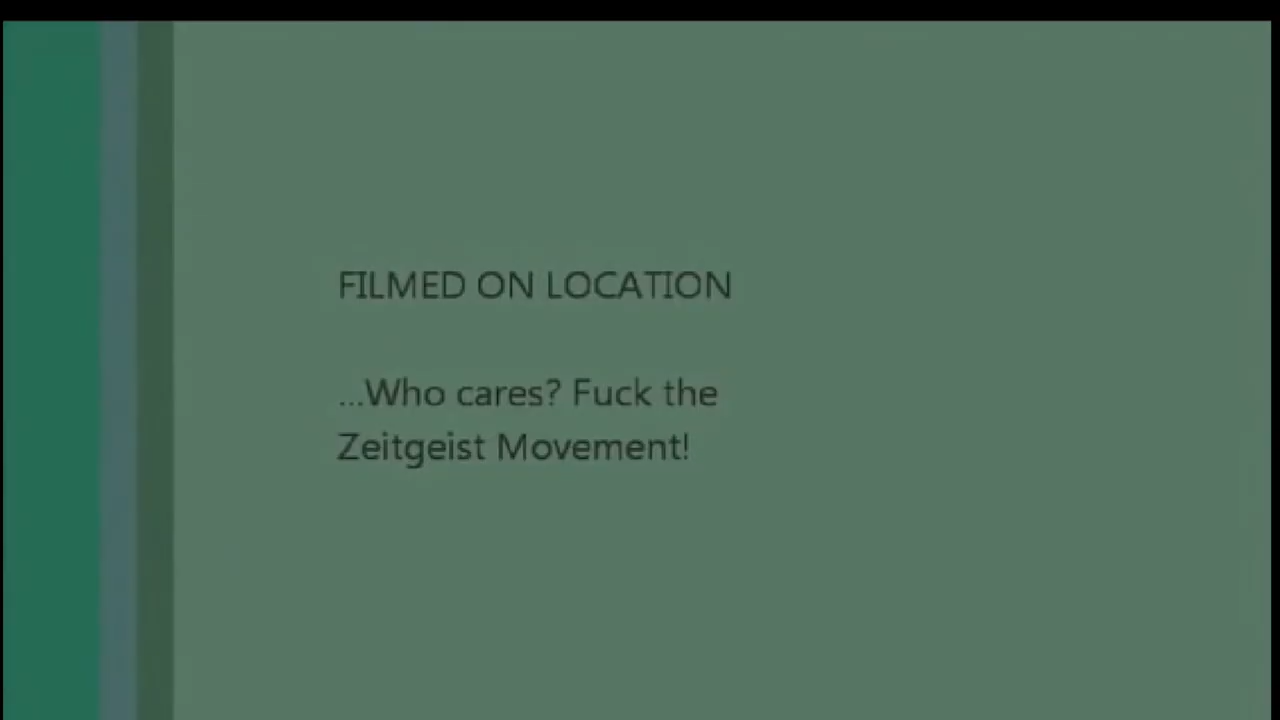 FILMED ON LOCATION
...Who cares? Fuck the
Zeitgeist Movement!